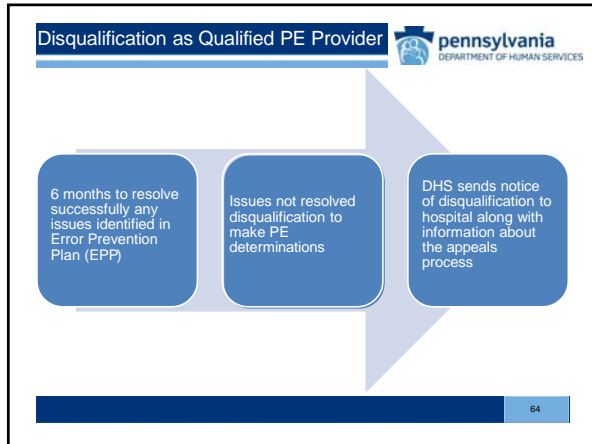 Disqualification as Qualified PE Provider
pennsylvania
DEPARTMENT OF HUMAN SERVICES
6 months to resolve
successfully any
issues identified in
Error Prevention
Plan (EPP)
Issues not resolved
disqualification to
make PE
determinations
DHS sends notice
of disqualification to
hospital along with
information about
the appeals
process
64